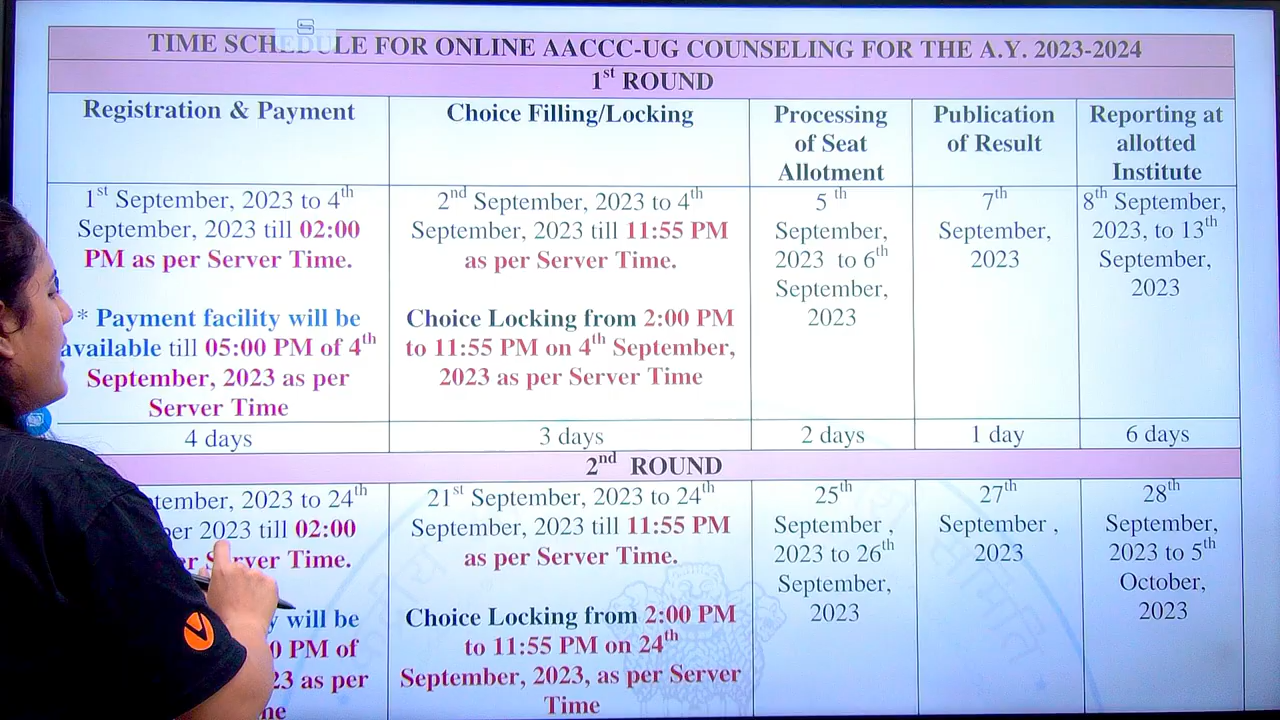 TIME SCHEDULE FOR ONLINE AACCC-UG COUNSELING FOR THE A.Y. 2023-2024
1st ROUND
Registration & Payment
Choice Filling/Locking
Processing
of Seat
Allotment
Publication
of Result
Reporting at
allotted
Institute
1st September, 2023 to 4th
September, 2023 till 02:00
PM as per Server Time.
* Payment facility will be
available till 05:00 PM of 4th
September, 2023 as per
Server Time
2nd September, 2023 to 4th
September, 2023 till 11:55 PM
as per Server Time.
Choice Locking from 2:00 PM
to 11:55 PM on 4th September,
2023 as per Server Time
5 th
September,
2023 to 6th
September,
2023
7th
September,
2023
8th September,
2023, to 13th
September,
2023
4 days
3 days
2 days
1 day
6 days
2nd ROUND
tember, 2023 to 24th
ber 2023 till 02:00
er Server Time.
y will be
0 PM of
23 as per
me
21st September, 2023 to 24th
September, 2023 till 11:55 PM
as per Server Time.
Choice Locking from 2:00 PM
to 11:55 PM on 24th
September, 2023, as per Server
Time
25th
September ,
2023 to 26th
September,
2023
27th
September ,
2023
28th
September,
2023 to 5th
October,
2023